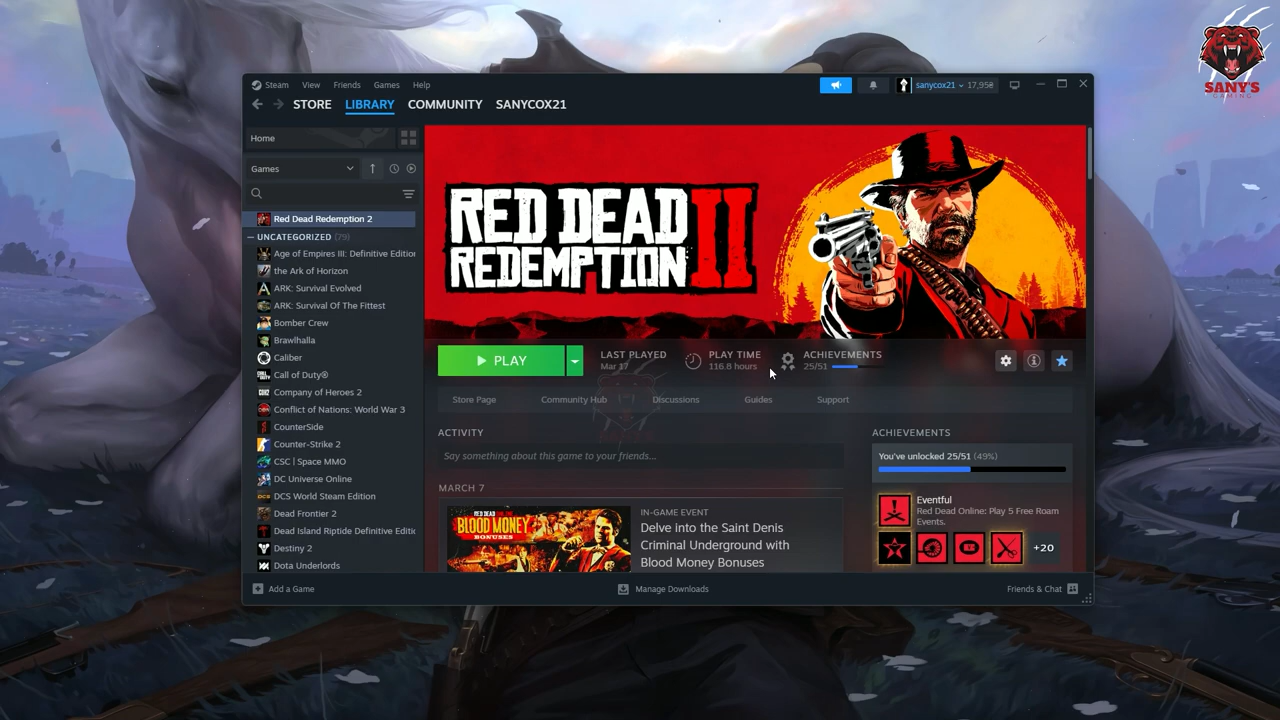 SANY'S
GAMING
Steam View Friends Games Help
sanycox21 17,95₴
STORE LIBRARY COMMUNITY SANYCOX21
Home
Games
Red Dead Redemption 2
UNCATEGORIZED (79)
Age of Empires III: Definitive Edition
the Ark of Horizon
ARK: Survival Evolved
ARK: Survival Of The Fittest
Bomber Crew
Brawlhalla
Caliber
Call of Duty®
Company of Heroes 2
Conflict of Nations: World War 3
CounterSide
Counter-Strike 2
CSC | Space MMO
DC Universe Online
DCS World Steam Edition
Dead Frontier 2
Dead Island Riptide Definitive Editic
Destiny 2
Dota Underlords
RED DEAD
REDEMPTION II
PLAY
LAST PLAYED
Mar 17
PLAY TIME
116.8 hours
ACHIEVEMENTS
25/51
Store Page Community Hub Discussions Guides Support
ACTIVITY
Say something about this game to your friends...
MARCH 7
BLOOD MONEY
BONUSES
IN-GAME EVENT
Delve into the Saint Denis
Criminal Underground with
Blood Money Bonuses
ACHIEVEMENTS
You've unlocked 25/51 (49%)
Eventful
Red Dead Online: Play 5 Free Roam
Events.
+20
Add a Game
Manage Downloads
Friends & Chat